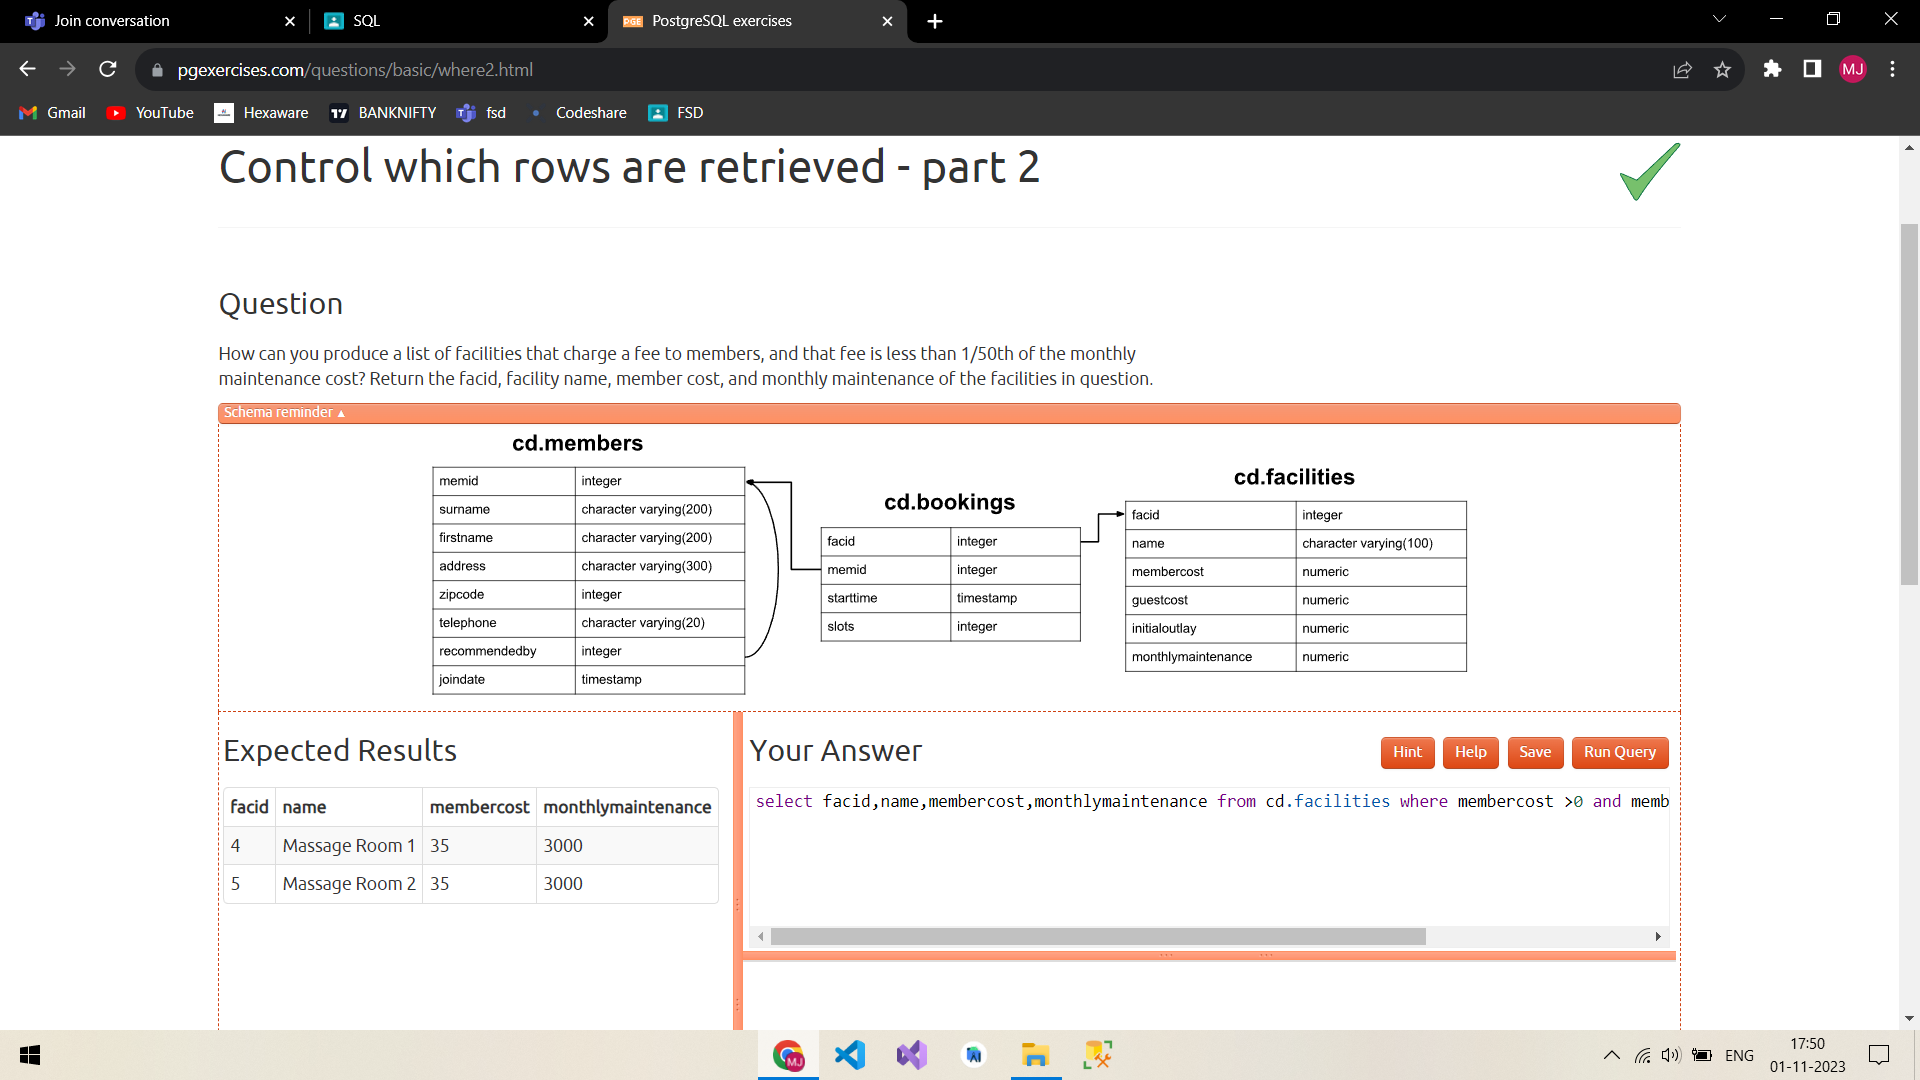 Join conversation
SQL
PGE PostgreSQL exercises
pgexercises.com/questions/basic/where2.html
MJ
Gmail YouTube Hexaware BANKNIFTY fsd Codeshare FSD
Control which rows are retrieved - part 2
Question
How can you produce a list of facilities that charge a fee to members, and that fee is less than 1/50th of the monthly
maintenance cost? Return the facid, facility name, member cost, and monthly maintenance of the facilities in question.
Schema reminder ▲
cd.members
memid integer
surname character varying(200)
firstname character varying(200)
address character varying(300)
zipcode integer
telephone character varying(20)
recommendedby integer
joindate timestamp
cd.bookings
facid integer
memid integer
starttime timestamp
slots integer
cd.facilities
facid integer
name character varying(100)
membercost numeric
guestcost numeric
initialoutlay numeric
monthlymaintenance numeric
Expected Results
facid name membercost monthlymaintenance
4 Massage Room 1 35 3000
5 Massage Room 2 35 3000
Your Answer
Hint Help Save Run Query
select facid,name,membercost,monthlymaintenance from cd.facilities where membercost >0 and memb
MJ
ENG
17:50
01-11-2023